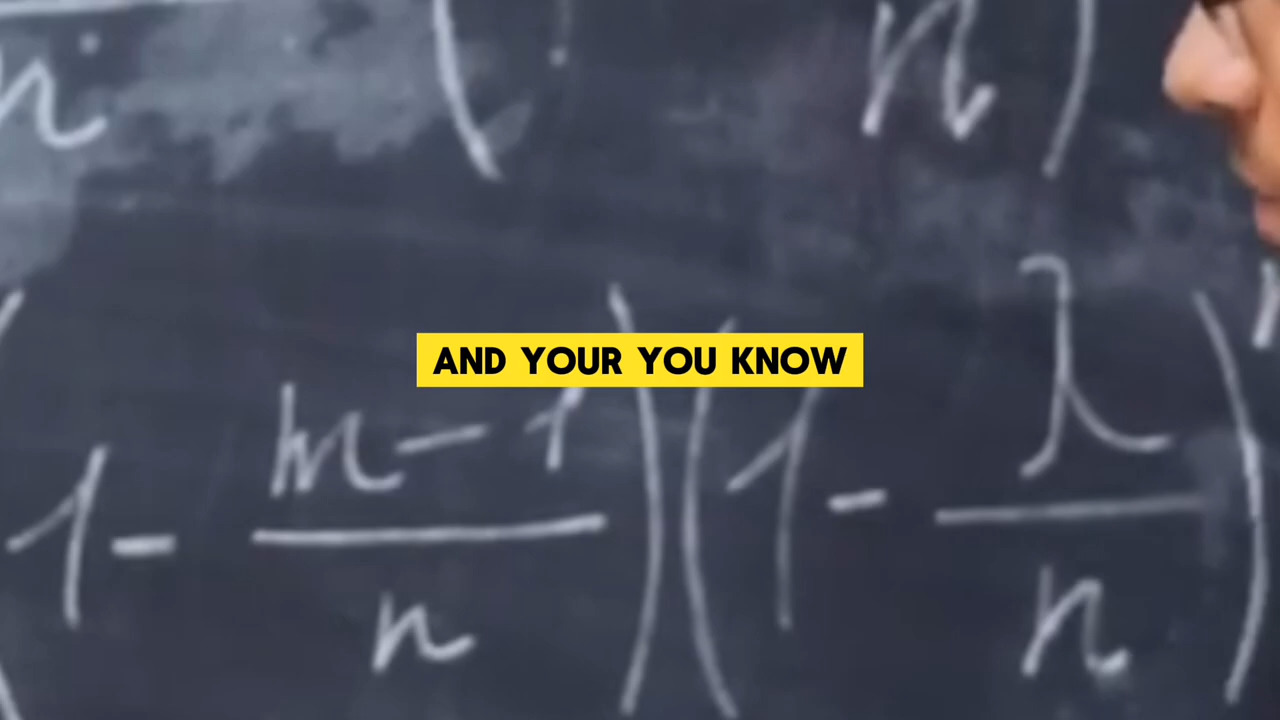 n
( n )
(1 - m-1/n)(1 - λ/n)
AND YOUR YOU KNOW